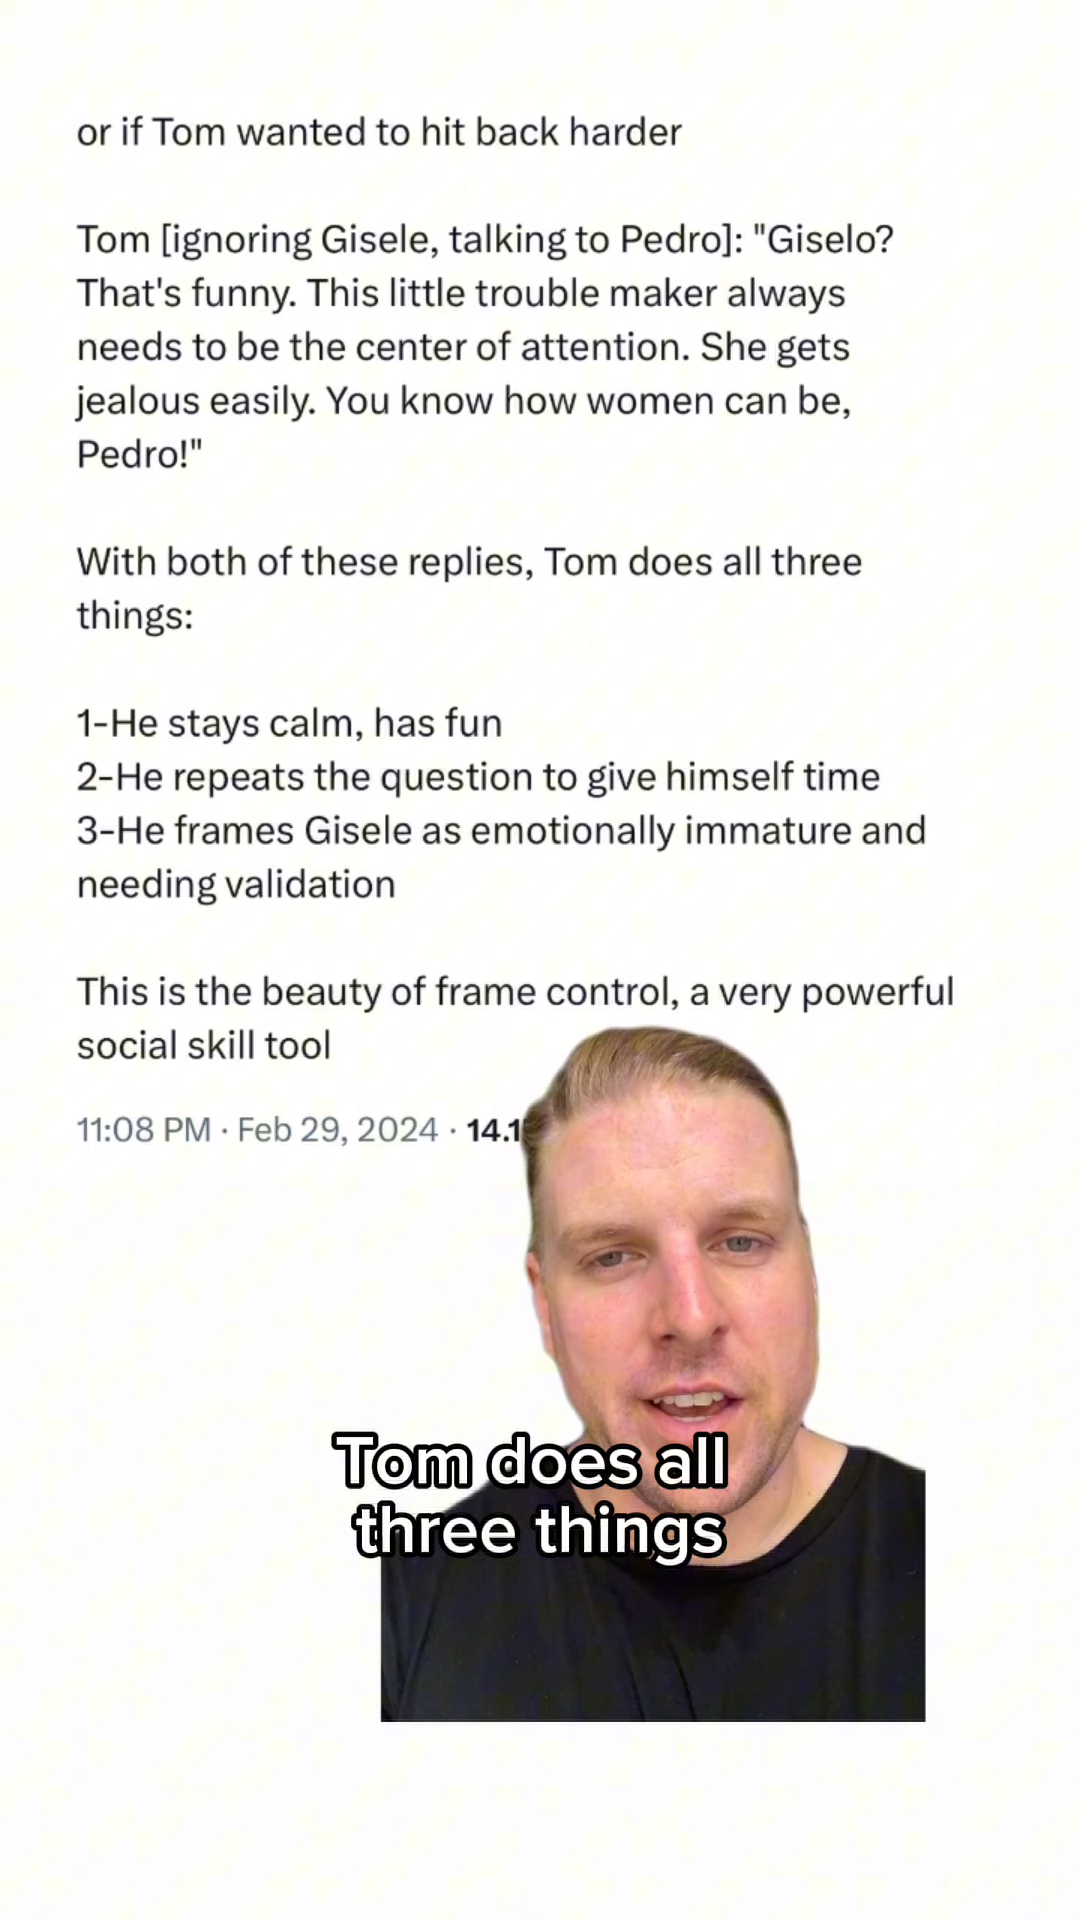 or if Tom wanted to hit back harder
Tom [ignoring Gisele, talking to Pedro]: "Giselo?
That's funny. This little trouble maker always
needs to be the center of attention. She gets
jealous easily. You know how women can be,
Pedro!"
With both of these replies, Tom does all three
things:
1-He stays calm, has fun
2-He repeats the question to give himself time
3-He frames Gisele as emotionally immature and
needing validation
This is the beauty of frame control, a very powerful
social skill tool
11:08 PM · Feb 29, 2024 · 14.1
Tom does all
three things